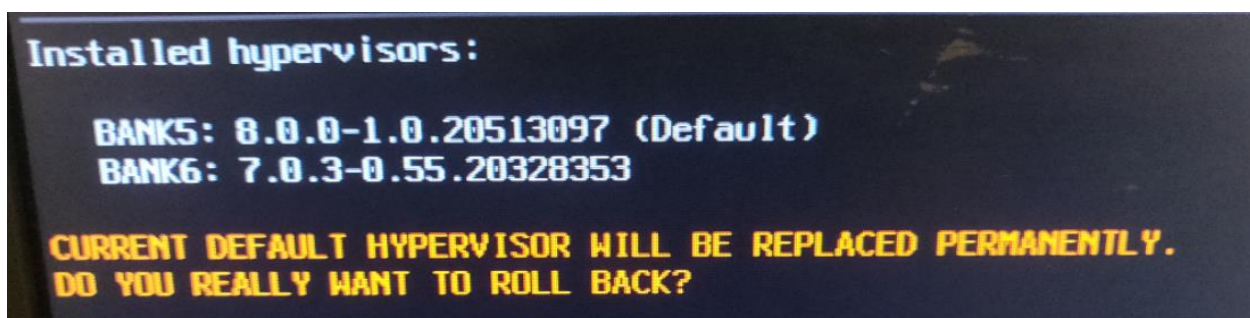 Installed hypervisors:
BANK5: 8.0.0-1.0.20513097 (Default)
BANK6: 7.0.3-0.55.20328353
CURRENT DEFAULT HYPERVISOR WILL BE REPLACED PERMANENTLY.
DO YOU REALLY WANT TO ROLL BACK?